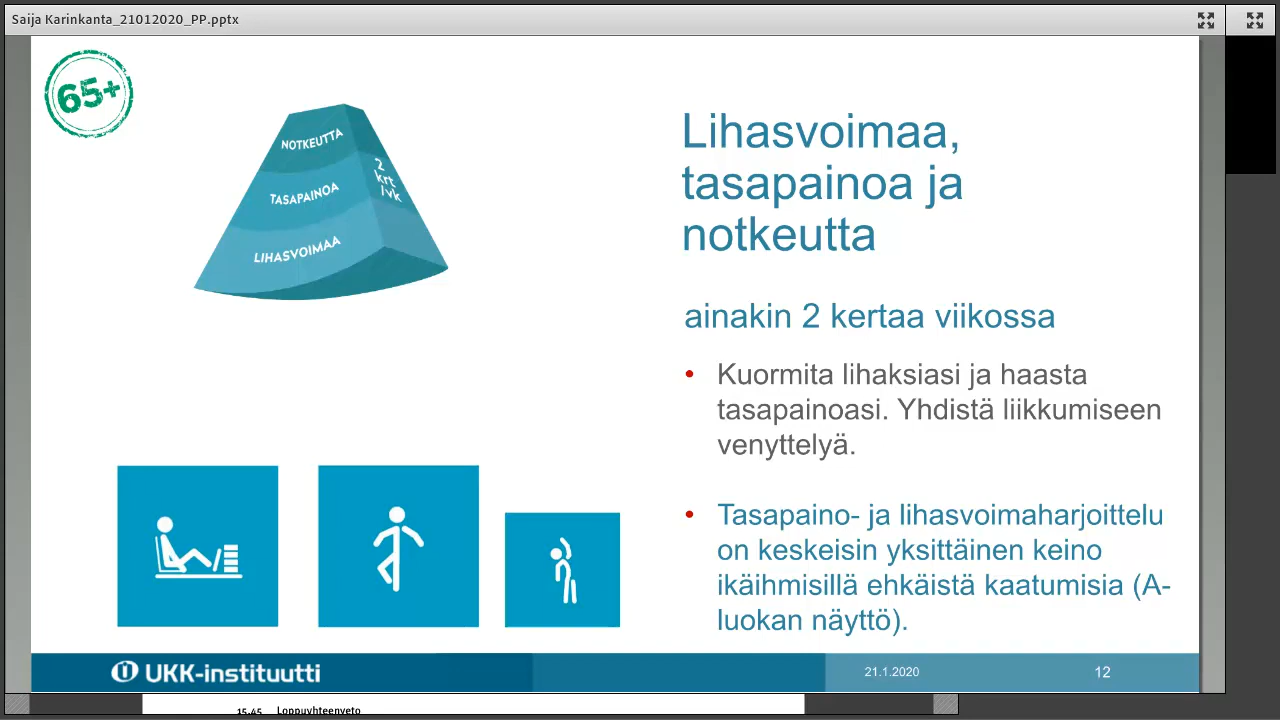 Saija Karinkanta_21012020_PP.pptx
65+
NOTKEUTTA
TASAPAINOA
LIHASVOIMAA
2
krt
/vk
Lihasvoimaa,
tasapainoa ja
notkeutta
ainakin 2 kertaa viikossa
• Kuormita lihaksiasi ja haasta
tasapainoasi. Yhdistä liikkumiseen
venyttelyä.
• Tasapaino- ja lihasvoimaharjoittelu
on keskeisin yksittäinen keino
ikäihmisillä ehkäistä kaatumisia (A-
luokan näyttö).
UKK-instituutti
21.1.2020
12
15.45 Loppuyhteenveto